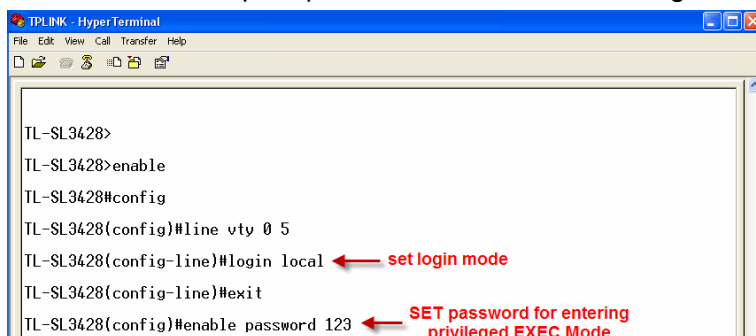 TPLINK - HyperTerminal
File Edit View Call Transfer Help
TL-SL3428>
TL-SL3428>enable
TL-SL3428#config
TL-SL3428(config)#line vty 0 5
TL-SL3428(config-line)#login local
set login mode
TL-SL3428(config-line)#exit
TL-SL3428(config)#enable password 123
SET password for entering
privileged EXEC Mode